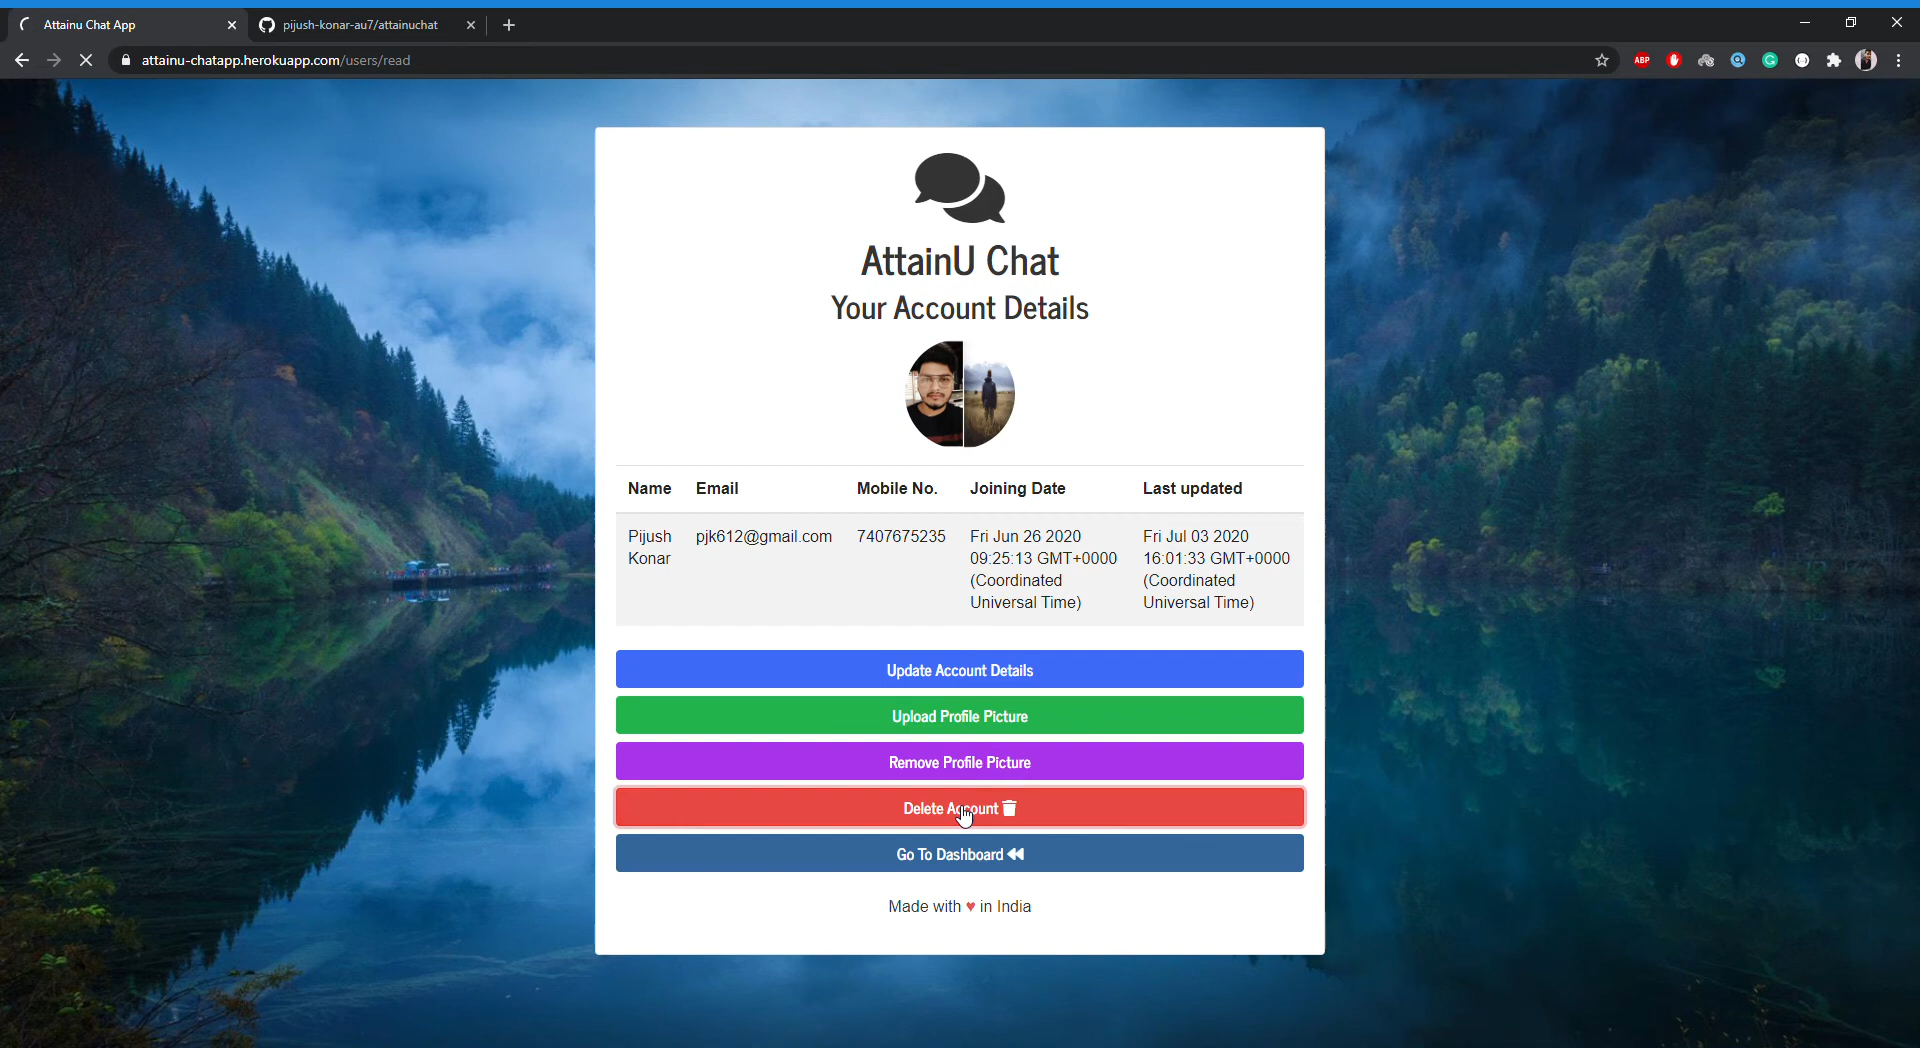 Attainu Chat App
pijush-konar-au7/attainuchat
attainu-chatapp.herokuapp.com/users/read
ABP
AttainU Chat
Your Account Details
Name Email Mobile No. Joining Date Last updated
Pijush pjk612@gmail.com 7407675235 Fri Jun 26 2020 Fri Jul 03 2020
Konar 09:25:13 GMT+0000 16:01:33 GMT+0000
(Coordinated (Coordinated
Universal Time) Universal Time)
Update Account Details
Upload Profile Picture
Remove Profile Picture
Delete Account
Go To Dashboard
Made with ♥ in India